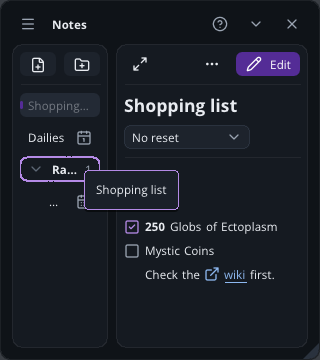 Notes
Edit
Shopping...
Shopping list
No reset
Dailies
Ra... 1
Shopping list
...
250 Globs of Ectoplasm
Mystic Coins
Check the wiki first.